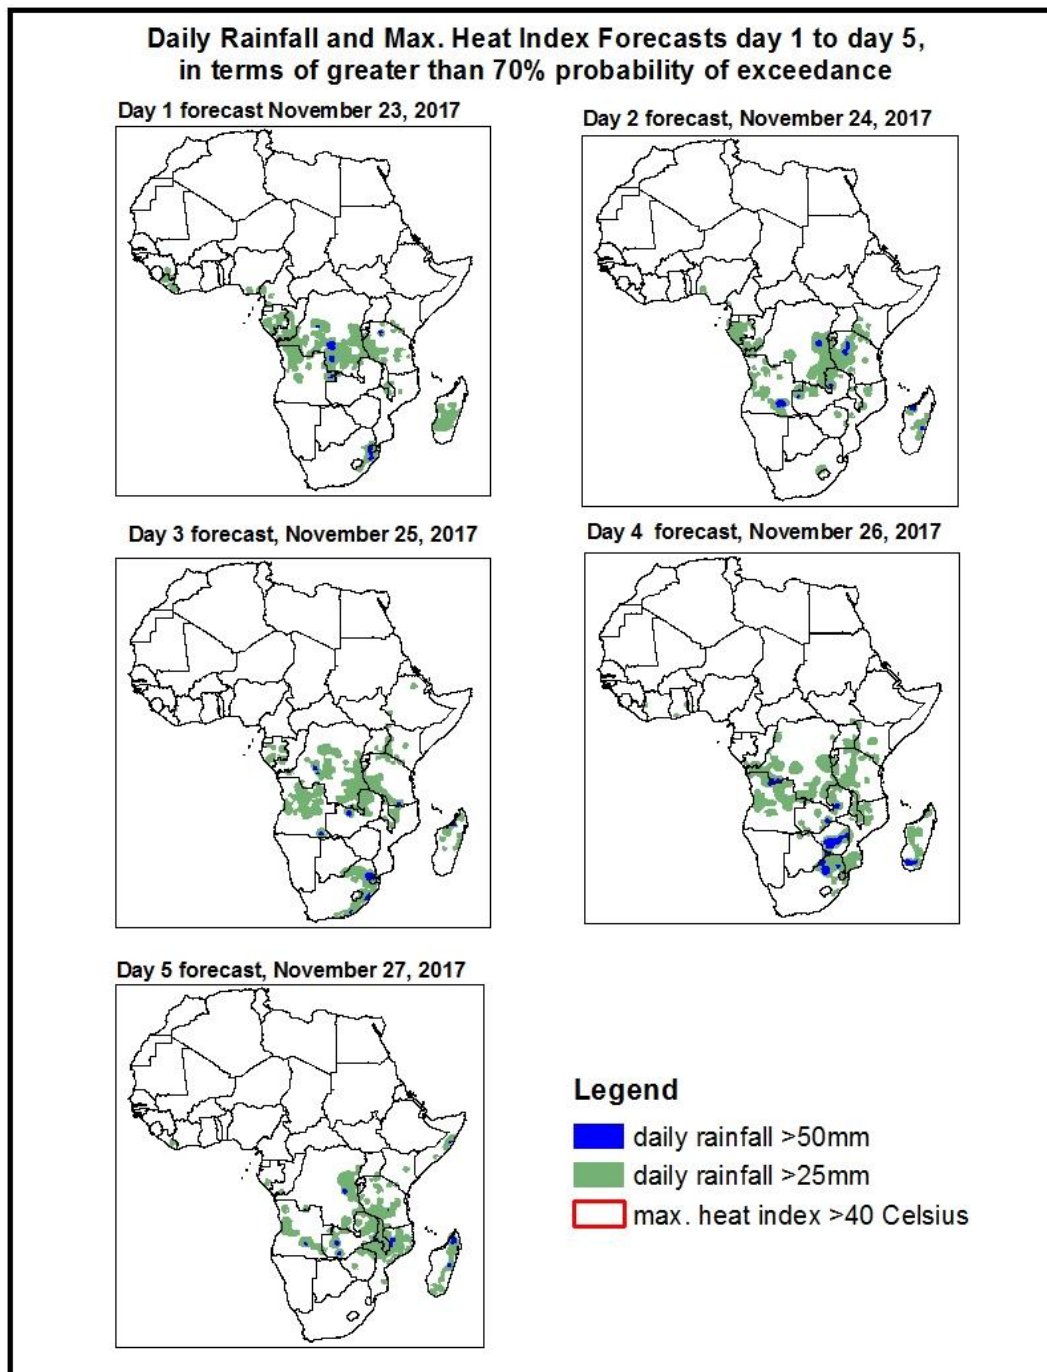 Daily Rainfall and Max. Heat Index Forecasts day 1 to day 5,
in terms of greater than 70% probability of exceedance
Day 1 forecast November 23, 2017
Day 2 forecast, November 24, 2017
Day 3 forecast, November 25, 2017
Day 4 forecast, November 26, 2017
Day 5 forecast, November 27, 2017
Legend
daily rainfall >50mm
daily rainfall >25mm
max. heat index >40 Celsius